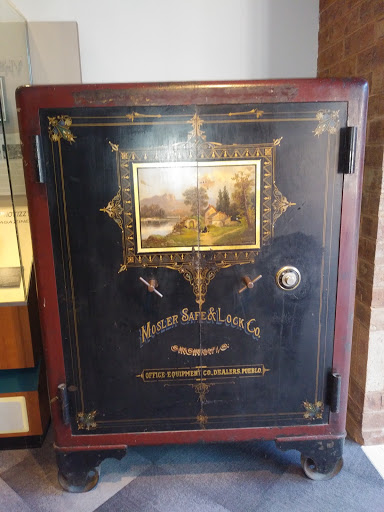 MOSLER SAFE & LOCK CO.
OFFICE EQUIPMENT CO., DEALERS, PUEBLO.